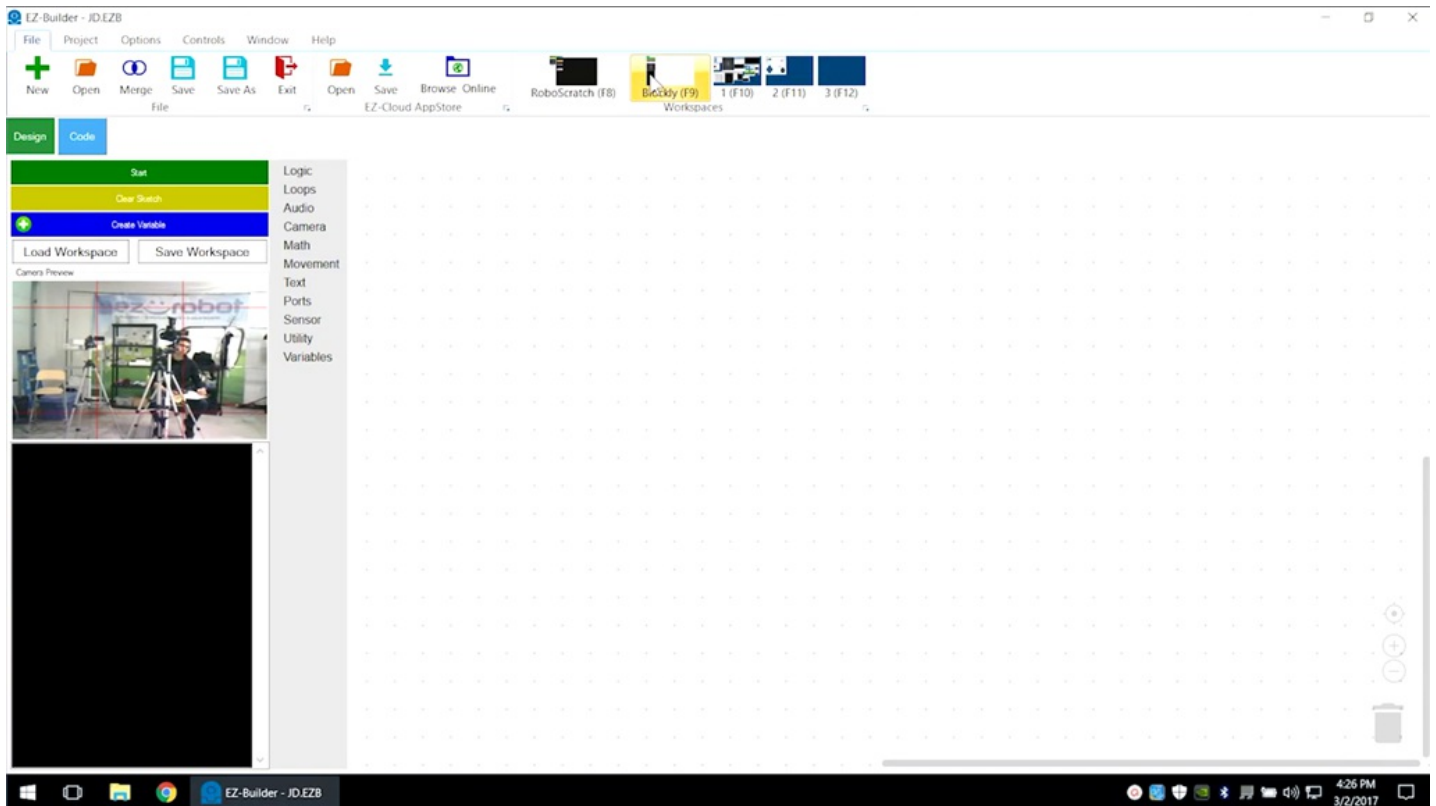 EZ-Builder - JD.EZB
File Project Options Controls Window Help
New Open Merge Save Save As Exit Open Save Browse Online RoboScratch (F8) Blockly (F9) 1 (F10) 2 (F11) 3 (F12)
File EZ-Cloud AppStore Workspaces
Design Code
Start
Clear Sketch
Create Variable
Load Workspace Save Workspace
Camera Preview
ez robot
Logic
Loops
Audio
Camera
Math
Movement
Text
Ports
Sensor
Utility
Variables
EZ-Builder - JD.EZB
4:26 PM
3/2/2017